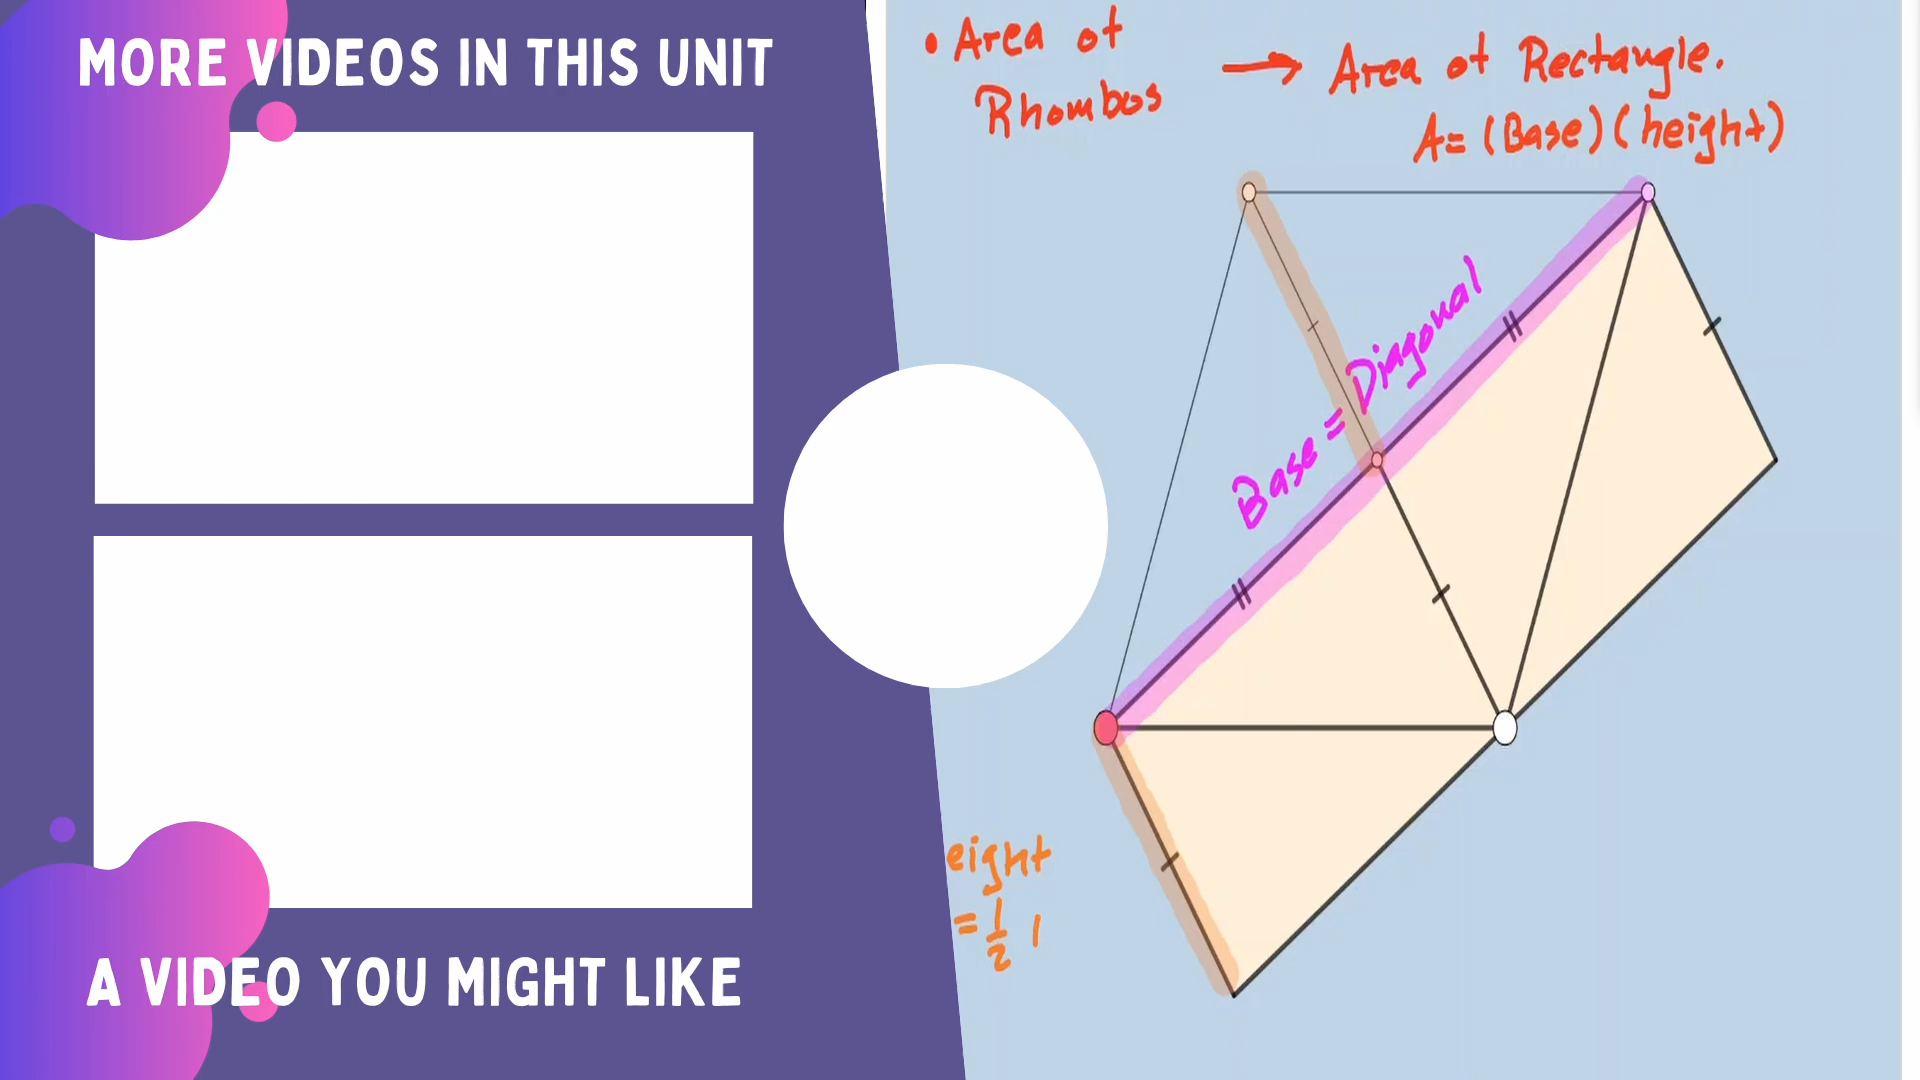 MORE VIDEOS IN THIS UNIT
• Area of
Rhombos
→ Area of Rectangle.
A= (Base)(height)
Base = Diagonal
eight
= 1/2
A VIDEO YOU MIGHT LIKE